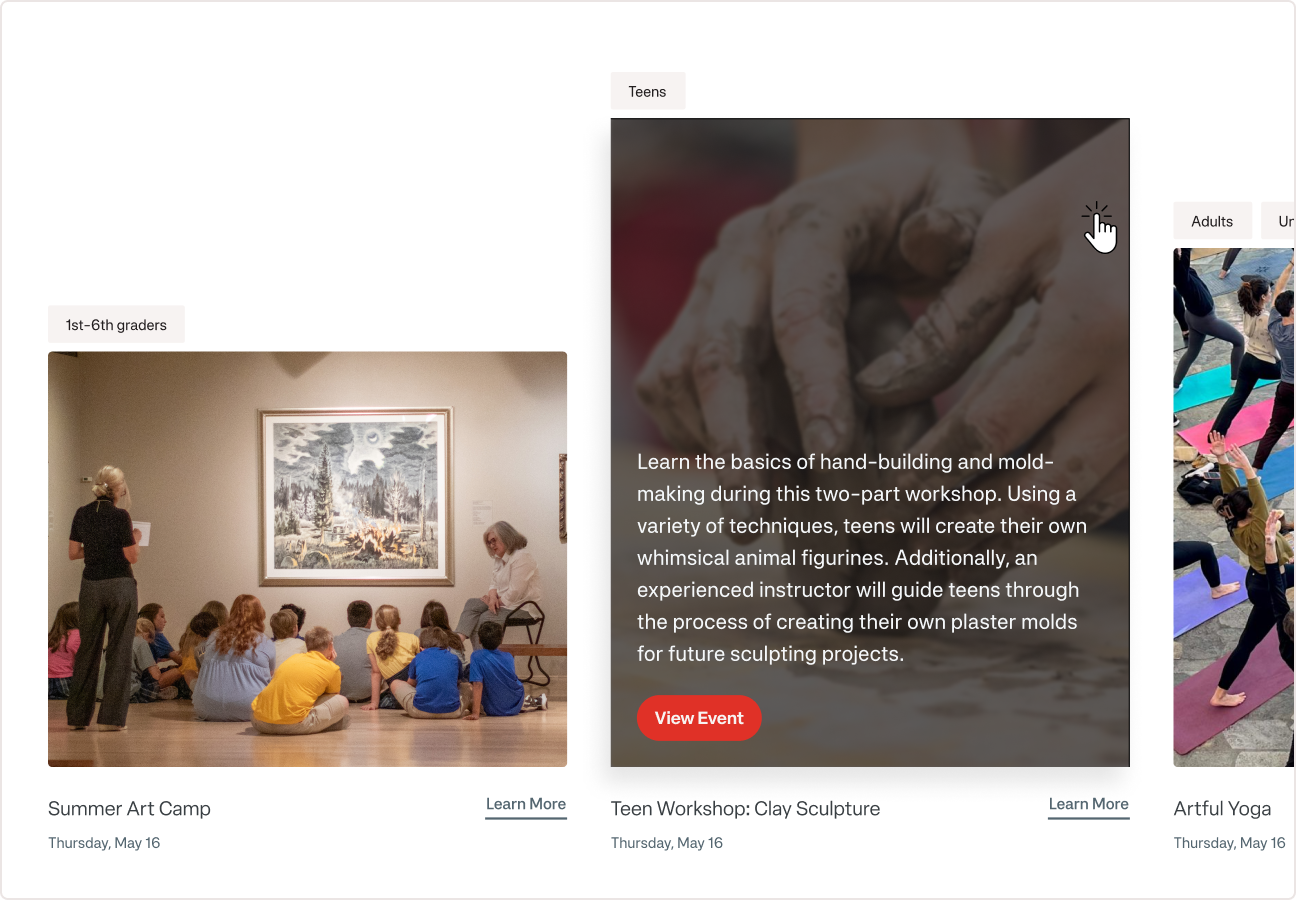 Teens
Adults
1st-6th graders
Learn the basics of hand-building and mold-
making during this two-part workshop. Using a
variety of techniques, teens will create their own
whimsical animal figurines. Additionally, an
experienced instructor will guide teens through
the process of creating their own plaster molds
for future sculpting projects.
View Event
Summer Art Camp
Learn More
Thursday, May 16
Teen Workshop: Clay Sculpture
Learn More
Thursday, May 16
Artful Yoga
Thursday, May 16